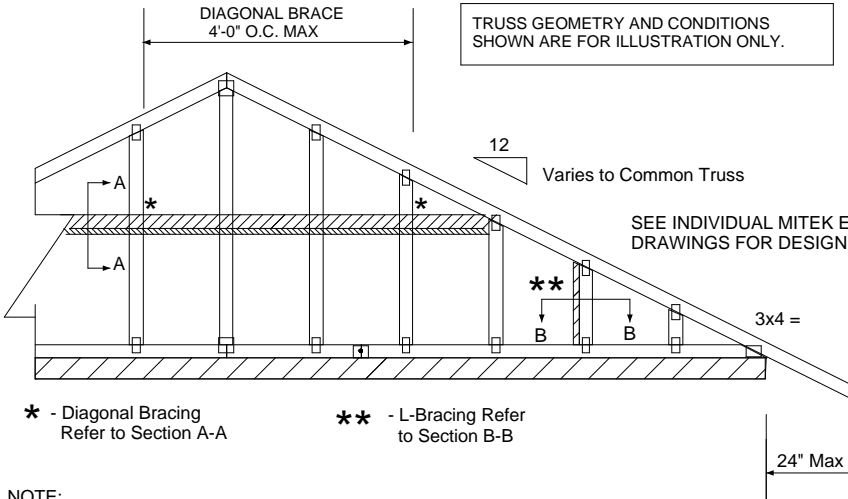 DIAGONAL BRACE
4'-0" O.C. MAX
TRUSS GEOMETRY AND CONDITIONS
SHOWN ARE FOR ILLUSTRATION ONLY.
12
Varies to Common Truss
A
*
*
SEE INDIVIDUAL MITEK E
DRAWINGS FOR DESIGN
A
**
B
B
3x4 =
* - Diagonal Bracing
Refer to Section A-A
** - L-Bracing Refer
to Section B-B
24" Max
NOTE: